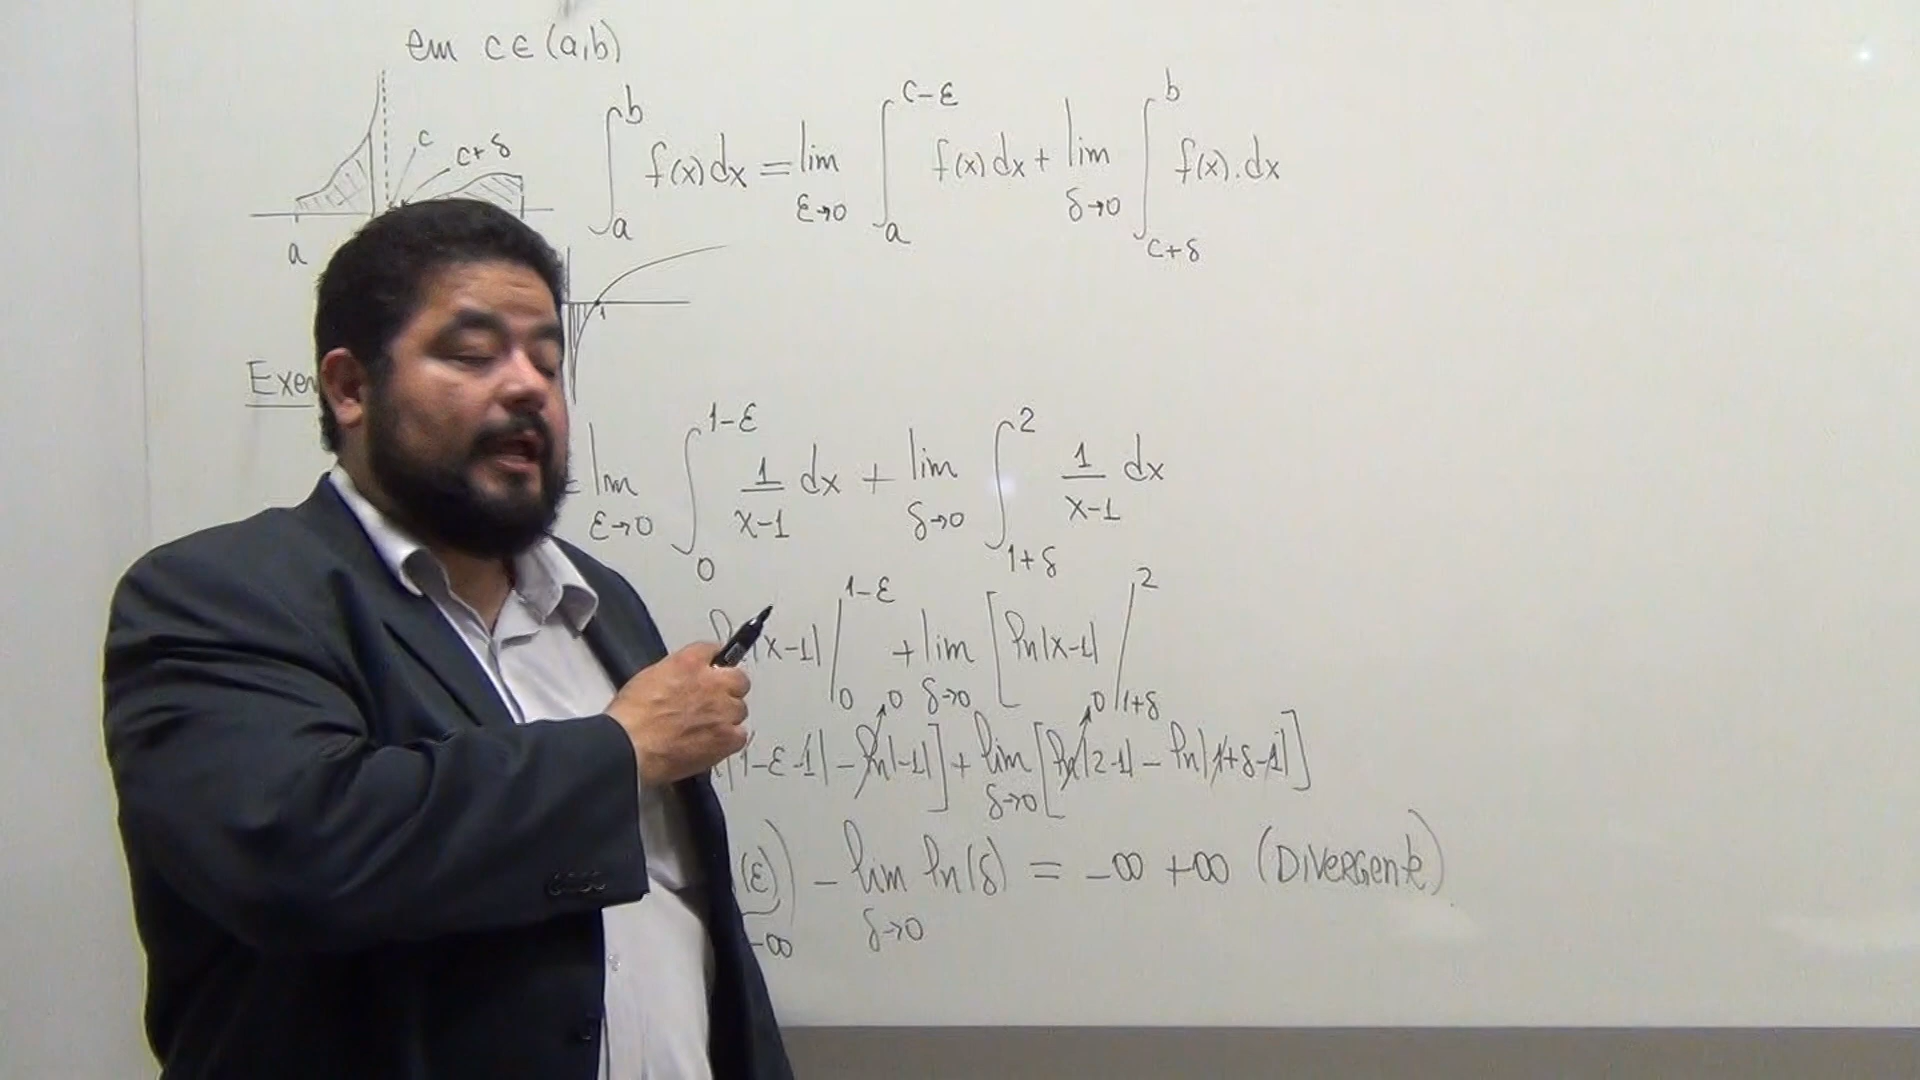 em c ∈ (a,b)
c
c+δ
a
∫_a^b f(x) dx = lim_{ε→0} ∫_a^{c-ε} f(x) dx + lim_{δ→0} ∫_{c+δ}^b f(x).dx
1
Exem
= lim_{ε→0} ∫_0^{1-ε} 1/(x-1) dx + lim_{δ→0} ∫_{1+δ}^2 1/(x-1) dx
ln|x-1| |_0^{1-ε} + lim_{δ→0} [ln|x-1| |_{1+δ}^2
|1-ε-1| - ln|-1|] → 0 + lim_{δ→0} [ln|2-1| → 0 - ln|1+δ-1|]
(ε)) - lim_{δ→0} ln(δ) = -∞ +∞ (DIVERGENTE)
-∞